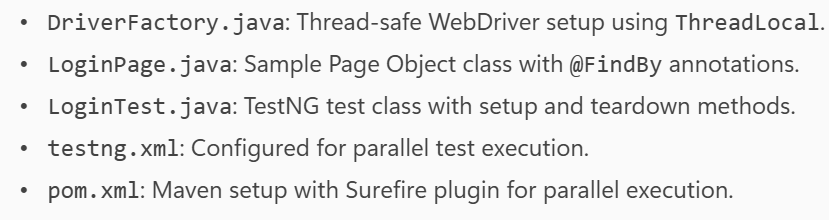 • DriverFactory.java: Thread-safe WebDriver setup using ThreadLocal.
• LoginPage.java: Sample Page Object class with @FindBy annotations.
• LoginTest.java: TestNG test class with setup and teardown methods.
• testng.xml: Configured for parallel test execution.
• pom.xml: Maven setup with Surefire plugin for parallel execution.